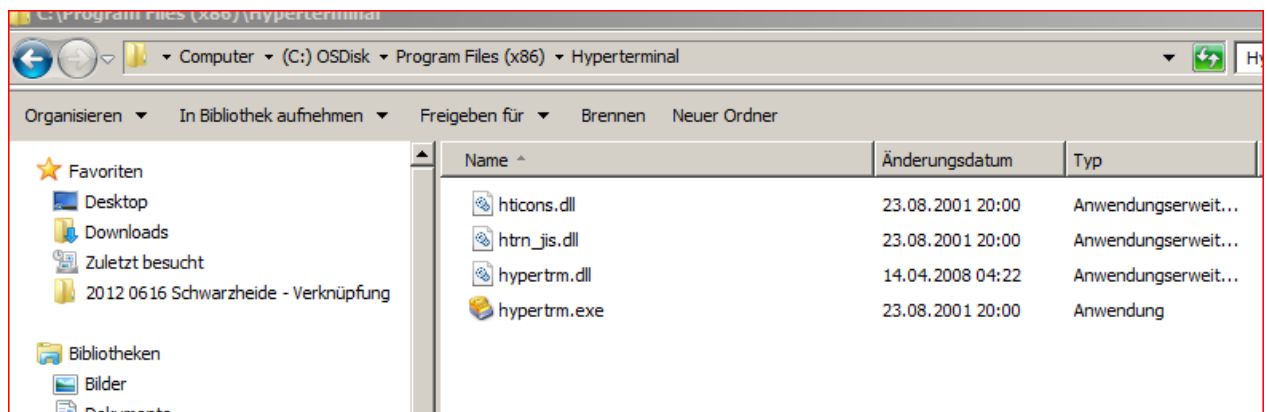 C:\Program Files (x86)\Hyperterminal
Computer (C:) OSDisk Program Files (x86) Hyperterminal
Organisieren In Bibliothek aufnehmen Freigeben für Brennen Neuer Ordner
Favoriten
Desktop
Downloads
Zuletzt besucht
2012 0616 Schwarzheide - Verknüpfung
Bibliotheken
Bilder
Dokumente
Name Änderungsdatum Typ
hticons.dll 23.08.2001 20:00 Anwendungserweit...
htrn_jis.dll 23.08.2001 20:00 Anwendungserweit...
hypertrm.dll 14.04.2008 04:22 Anwendungserweit...
hypertrm.exe 23.08.2001 20:00 Anwendung